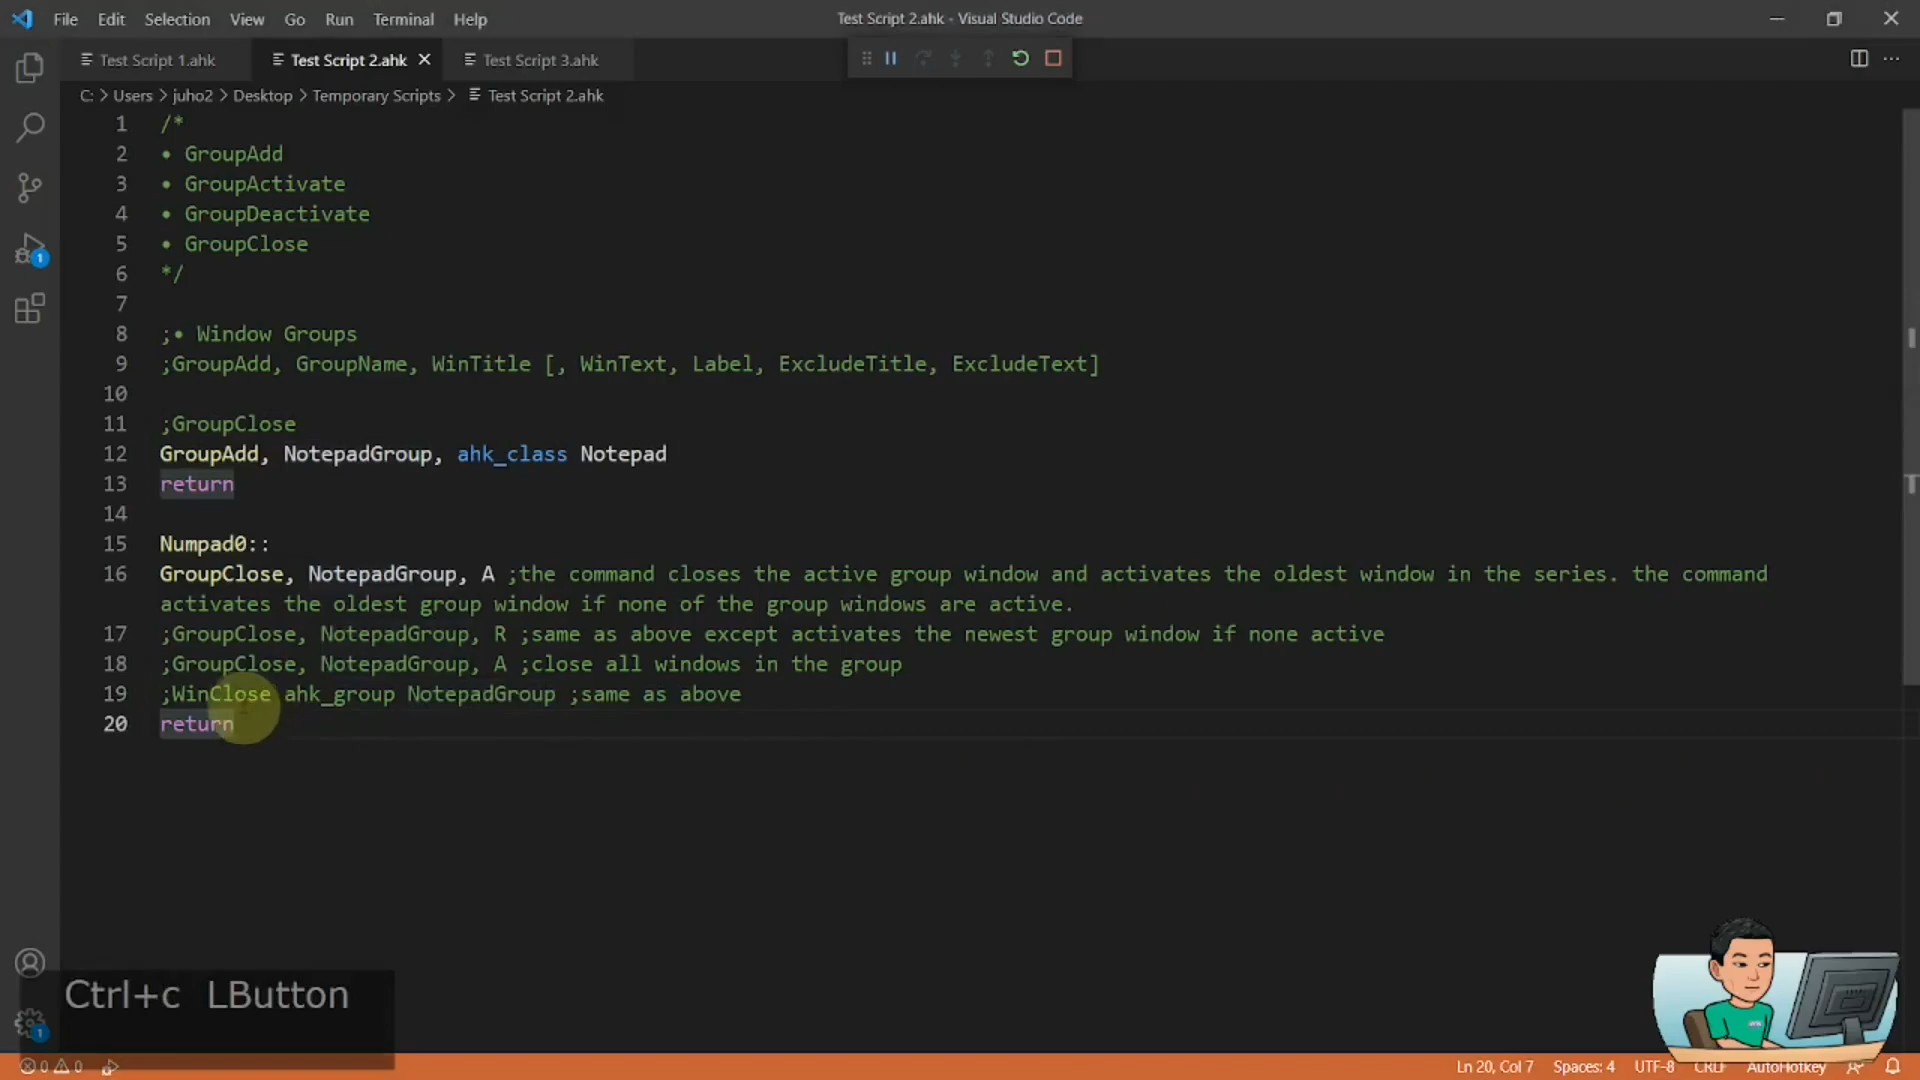 File Edit Selection View Go Run Terminal Help
Test Script 2.ahk - Visual Studio Code
Test Script 1.ahk
Test Script 2.ahk
Test Script 3.ahk
C: > Users > juho2 > Desktop > Temporary Scripts > Test Script 2.ahk
1 /*
2 • GroupAdd
3 • GroupActivate
4 • GroupDeactivate
5 • GroupClose
6 */
7
8 ;• Window Groups
9 ;GroupAdd, GroupName, WinTitle [, WinText, Label, ExcludeTitle, ExcludeText]
10
11 ;GroupClose
12 GroupAdd, NotepadGroup, ahk_class Notepad
13 return
14
15 Numpad0::
16 GroupClose, NotepadGroup, A ;the command closes the active group window and activates the oldest window in the series. the command
activates the oldest group window if none of the group windows are active.
17 ;GroupClose, NotepadGroup, R ;same as above except activates the newest group window if none active
18 ;GroupClose, NotepadGroup, A ;close all windows in the group
19 ;WinClose ahk_group NotepadGroup ;same as above
20 return
1
Ctrl+c LButton
1
0 0
Ln 20, Col 7 Spaces: 4 UTF-8 CRLF AutoHotkey